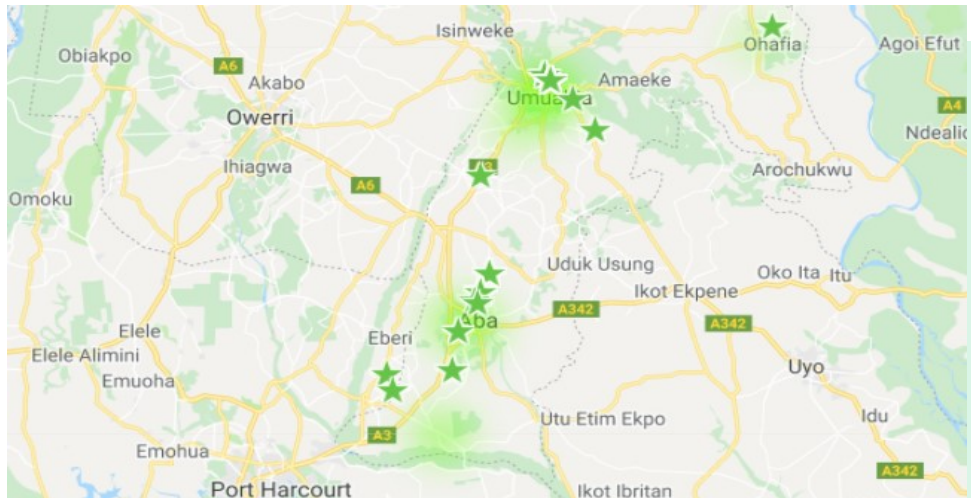 Isinweke
Ohafia
Agoi Efut
Obiakpo
A6
Akabo
Amaeke
A4
Owerri
Ndealic
Ihiagwa
Arochukwu
A6
Omoku
Uduk Usung
Oko Ita
Itu
Ikot Ekpene
A342
A342
Aba
Elele
Eberi
Elele Alimini
Uyo
Emuoha
Idu
Utu Etim Ekpo
A3
Emohua
A342
Port Harcourt
Ikot Ibritan